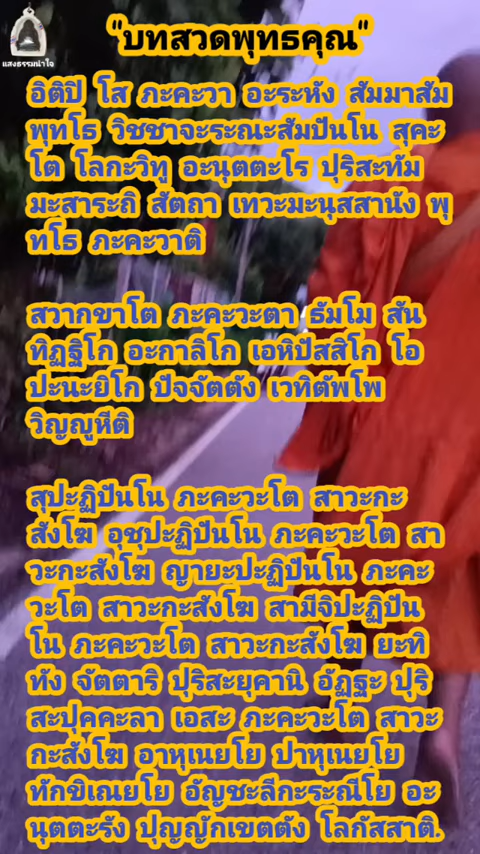 "บทสวดพุทธคุณ"
แสงธรรมนำใจ
อิติปิ โส ภะคะวา อะระหัง สัมมาสัม
พุทโธ วิชชาจะระณะสัมปันโน สุคะ
โต โลกะวิทู อะนุตตะโร ปุริสะทัม
มะสาระถิ สัตถา เทวะมะนุสสานัง พุ
ทโธ ภะคะวาติ
สวากขาโต ภะคะวะตา ธัมโม สัน
ทิฏฐิโก อะกาลิโก เอหิปัสสิโก โอ
ปะนะยิโก ปัจจัตตัง เวทิตัพโพ
วิญญูหีติ
สุปะฏิปันโน ภะคะวะโต สาวะกะ
สังโฆ อุชุปะฏิปันโน ภะคะวะโต สา
วะกะสังโฆ ญายะปะฏิปันโน ภะคะ
วะโต สาวะกะสังโฆ สามีจิปะฏิปัน
โน ภะคะวะโต สาวะกะสังโฆ ยะทิ
ทัง จัตตาริ ปุริสะยุคานิ อัฏฐะ ปุริ
สะปุคคะลา เอสะ ภะคะวะโต สาวะ
กะสังโฆ อาหุเนยโย ปาหุเนยโย
ทักขิเณยโย อัญชะลีกะระณีโย อะ
นุตตะรัง ปุญญักเขตตัง โลกัสสาติ.